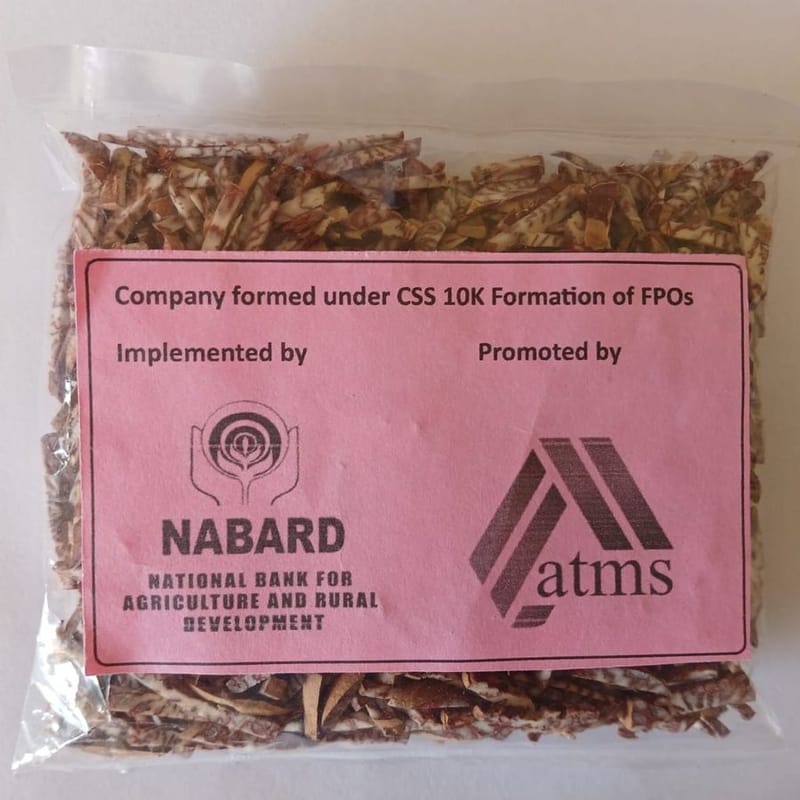 Company formed under CSS 10K Formation of FPOs
Implemented by
Promoted by
NABARD
NATIONAL BANK FOR
AGRICULTURE AND RURAL
DEVELOPMENT
atms